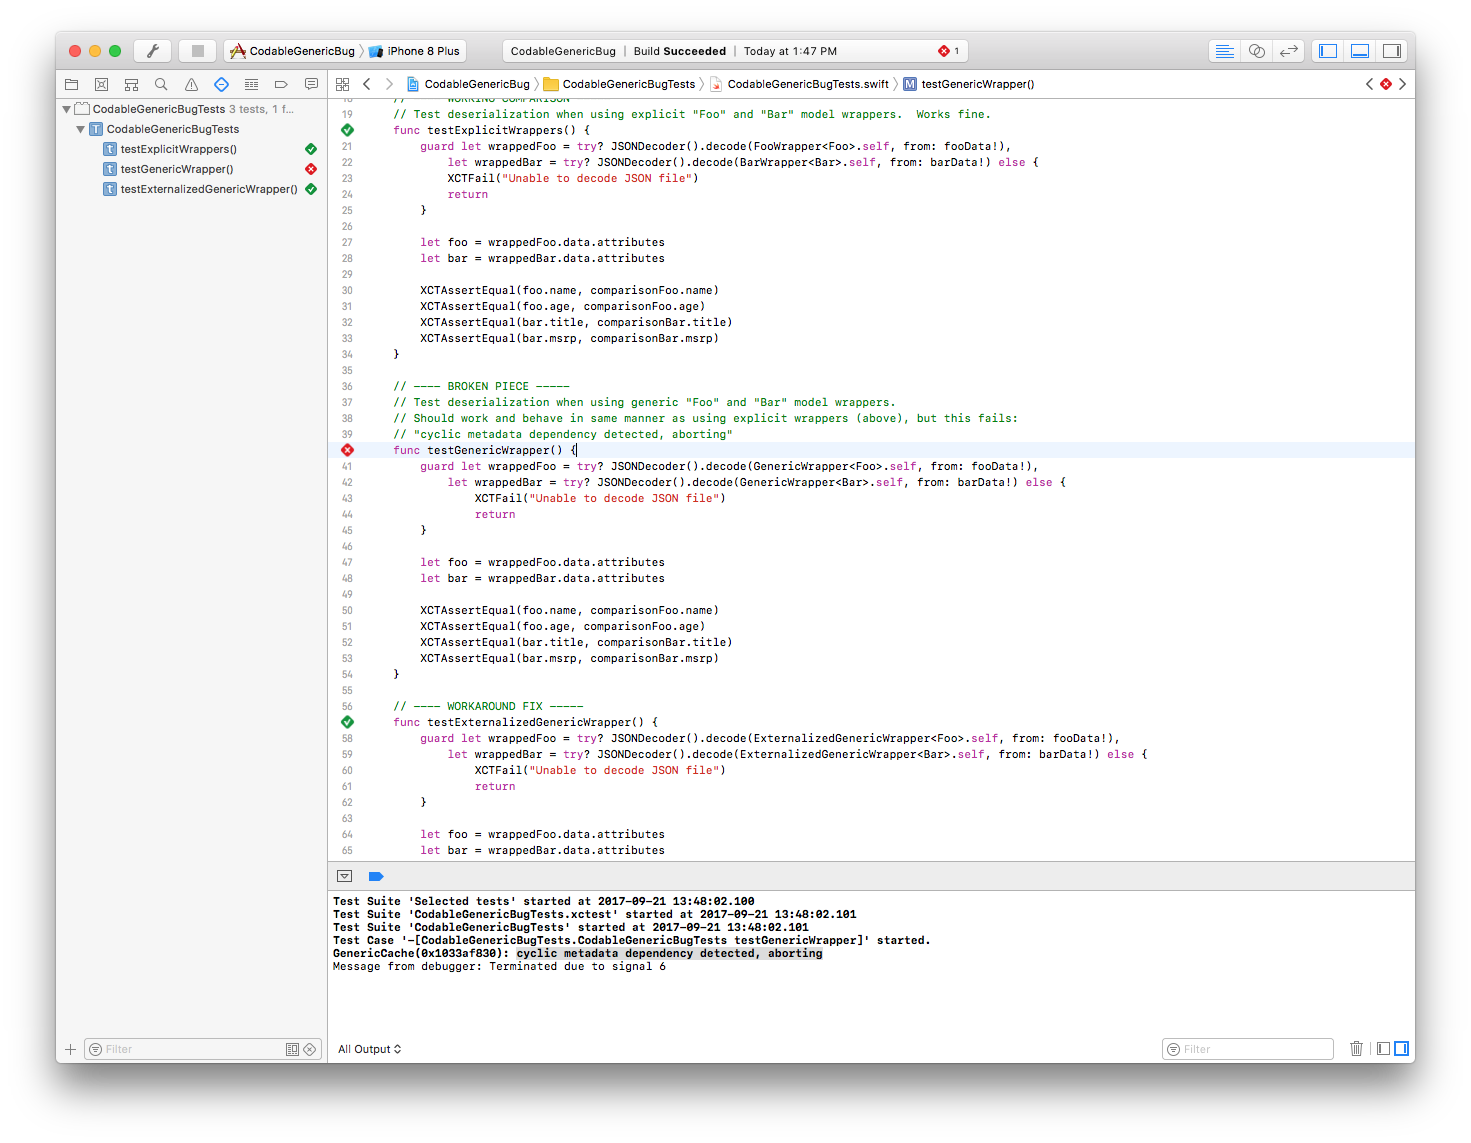 CodableGenericBug iPhone 8 Plus
CodableGenericBug | Build Succeeded | Today at 1:47 PM 1
CodableGenericBug CodableGenericBugTests CodableGenericBugTests.swift M testGenericWrapper()
CodableGenericBugTests 3 tests, 1 f...
T CodableGenericBugTests
t testExplicitWrappers()
t testGenericWrapper()
t testExternalizedGenericWrapper()
18 // WORKING COMPARISON
19 // Test deserialization when using explicit "Foo" and "Bar" model wrappers.  Works fine.
func testExplicitWrappers() {
21 guard let wrappedFoo = try? JSONDecoder().decode(FooWrapper<Foo>.self, from: fooData!),
22 let wrappedBar = try? JSONDecoder().decode(BarWrapper<Bar>.self, from: barData!) else {
23 XCTFail("Unable to decode JSON file")
24 return
25 }
26
27 let foo = wrappedFoo.data.attributes
28 let bar = wrappedBar.data.attributes
29
30 XCTAssertEqual(foo.name, comparisonFoo.name)
31 XCTAssertEqual(foo.age, comparisonFoo.age)
32 XCTAssertEqual(bar.title, comparisonBar.title)
33 XCTAssertEqual(bar.msrp, comparisonBar.msrp)
34 }
35
36 // ---- BROKEN PIECE -----
37 // Test deserialization when using generic "Foo" and "Bar" model wrappers.
38 // Should work and behave in same manner as using explicit wrappers (above), but this fails:
39 // "cyclic metadata dependency detected, aborting"
func testGenericWrapper() {
41 guard let wrappedFoo = try? JSONDecoder().decode(GenericWrapper<Foo>.self, from: fooData!),
42 let wrappedBar = try? JSONDecoder().decode(GenericWrapper<Bar>.self, from: barData!) else {
43 XCTFail("Unable to decode JSON file")
44 return
45 }
46
47 let foo = wrappedFoo.data.attributes
48 let bar = wrappedBar.data.attributes
49
50 XCTAssertEqual(foo.name, comparisonFoo.name)
51 XCTAssertEqual(foo.age, comparisonFoo.age)
52 XCTAssertEqual(bar.title, comparisonBar.title)
53 XCTAssertEqual(bar.msrp, comparisonBar.msrp)
54 }
55
56 // ---- WORKAROUND FIX -----
func testExternalizedGenericWrapper() {
58 guard let wrappedFoo = try? JSONDecoder().decode(ExternalizedGenericWrapper<Foo>.self, from: fooData!),
59 let wrappedBar = try? JSONDecoder().decode(ExternalizedGenericWrapper<Bar>.self, from: barData!) else {
60 XCTFail("Unable to decode JSON file")
61 return
62 }
63
64 let foo = wrappedFoo.data.attributes
65 let bar = wrappedBar.data.attributes
Test Suite 'Selected tests' started at 2017-09-21 13:48:02.100
Test Suite 'CodableGenericBugTests.xctest' started at 2017-09-21 13:48:02.101
Test Suite 'CodableGenericBugTests' started at 2017-09-21 13:48:02.101
Test Case '-[CodableGenericBugTests.CodableGenericBugTests testGenericWrapper]' started.
GenericCache(0x1033af830): cyclic metadata dependency detected, aborting
Message from debugger: Terminated due to signal 6
Filter
All Output
Filter